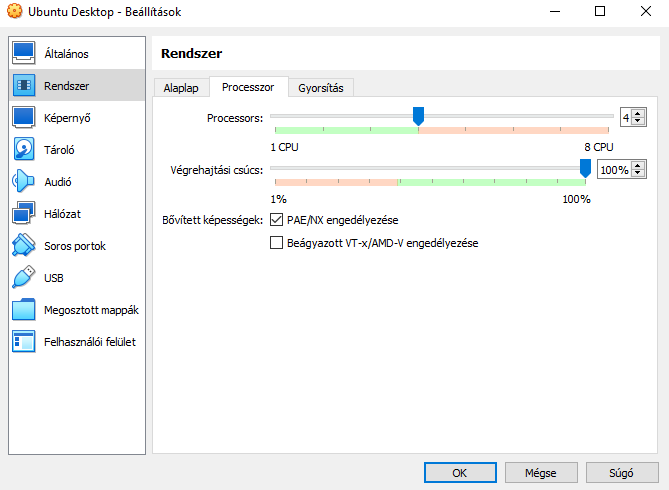 Ubuntu Desktop - Beállítások
Általános
Rendszer
Képernyő
Tároló
Audió
Hálózat
Soros portok
USB
Megosztott mappák
Felhasználói felület
Rendszer
Alaplap Processzor Gyorsítás
Processors: 4
1 CPU 8 CPU
Végrehajtási csúcs: 100%
1% 100%
Bővített képességek: PAE/NX engedélyezése
Beágyazott VT-x/AMD-V engedélyezése
OK Mégse Súgó